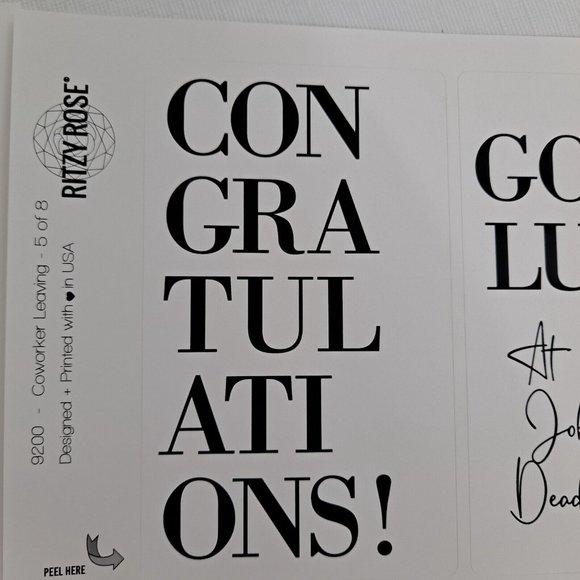 RITZY ROSE®
9200 - Coworker Leaving - 5 of 8
Designed + Printed with ♥ in USA
PEEL HERE
CON
GRA
TUL
ATI
ONS!
GO
LU
At